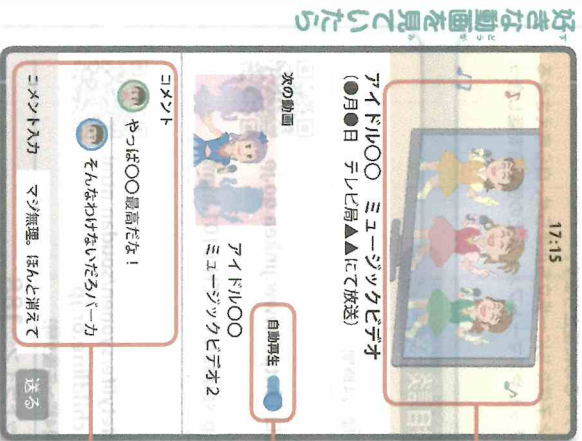 好きな動画を見ていたら
17:15
アイドル○○ ミュージックビデオ
(●月●日 テレビ局▲▲にて放送)
次の動画
自動再生
アイドル○○
ミュージックビデオ2
コメント
やっぱ○○最高だな!
そんなわけないだろバーカ
コメント入力 マジ無理。ほんと消えて
送る